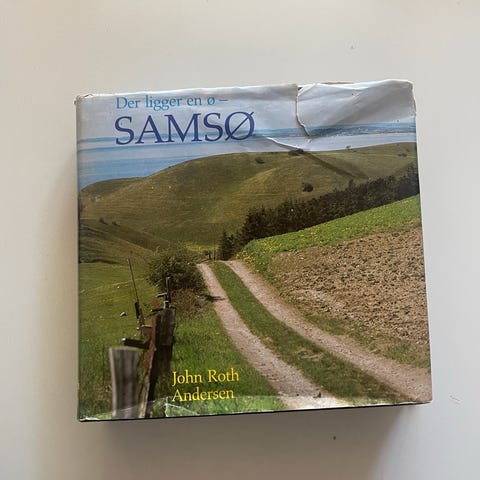 Der ligger en ø –
SAMSØ
John Roth
Andersen